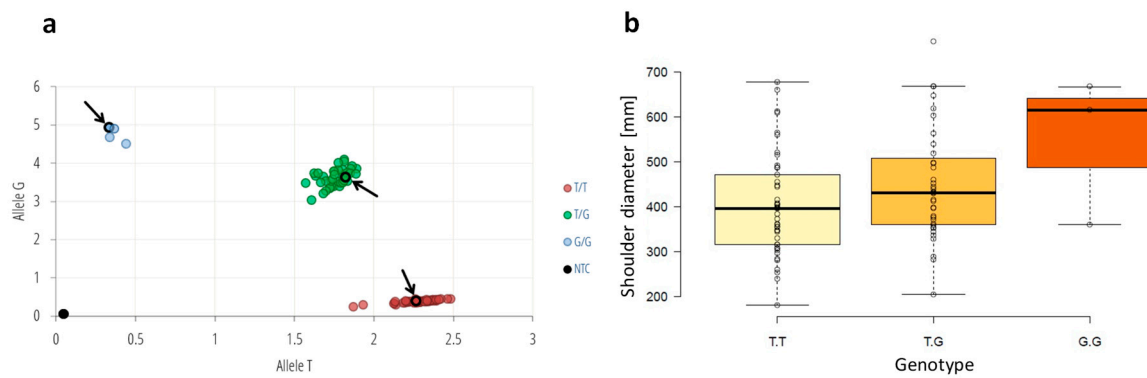 a
6
5
4
3
2
1
0
Allele G
0
0.5
1
1.5
2
2.5
3
Allele T
T/T
T/G
G/G
NTC
b
700
600
500
400
300
200
Shoulder diameter [mm]
T.T
T.G
G.G
Genotype